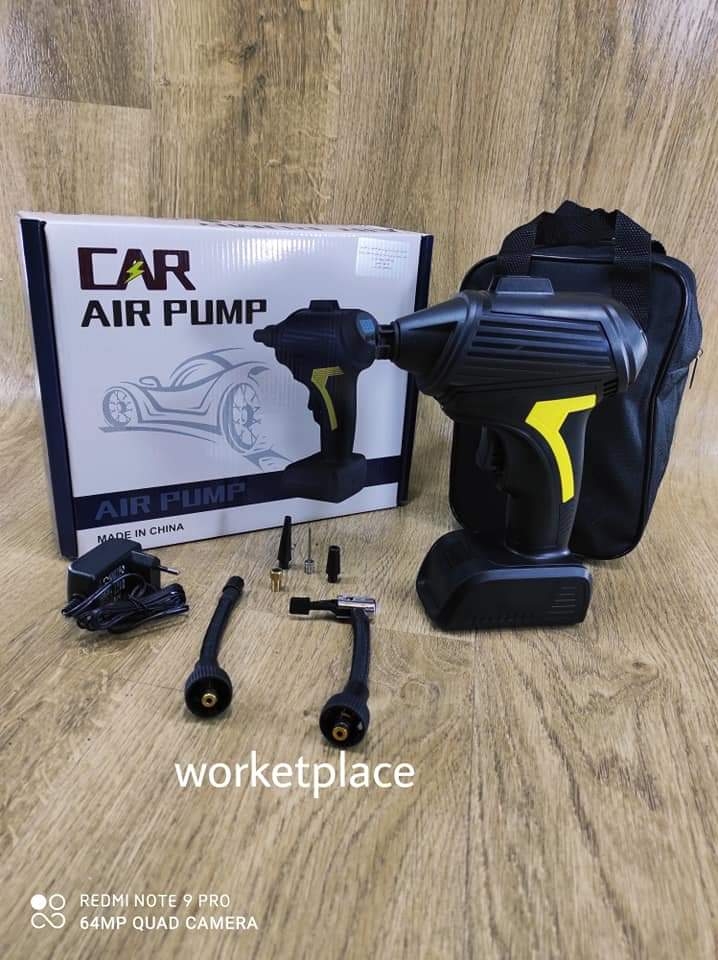 CAR
AIR PUMP
AIR PUMP
MADE IN CHINA
worketplace
REDMI NOTE 9 PRO
64MP QUAD CAMERA